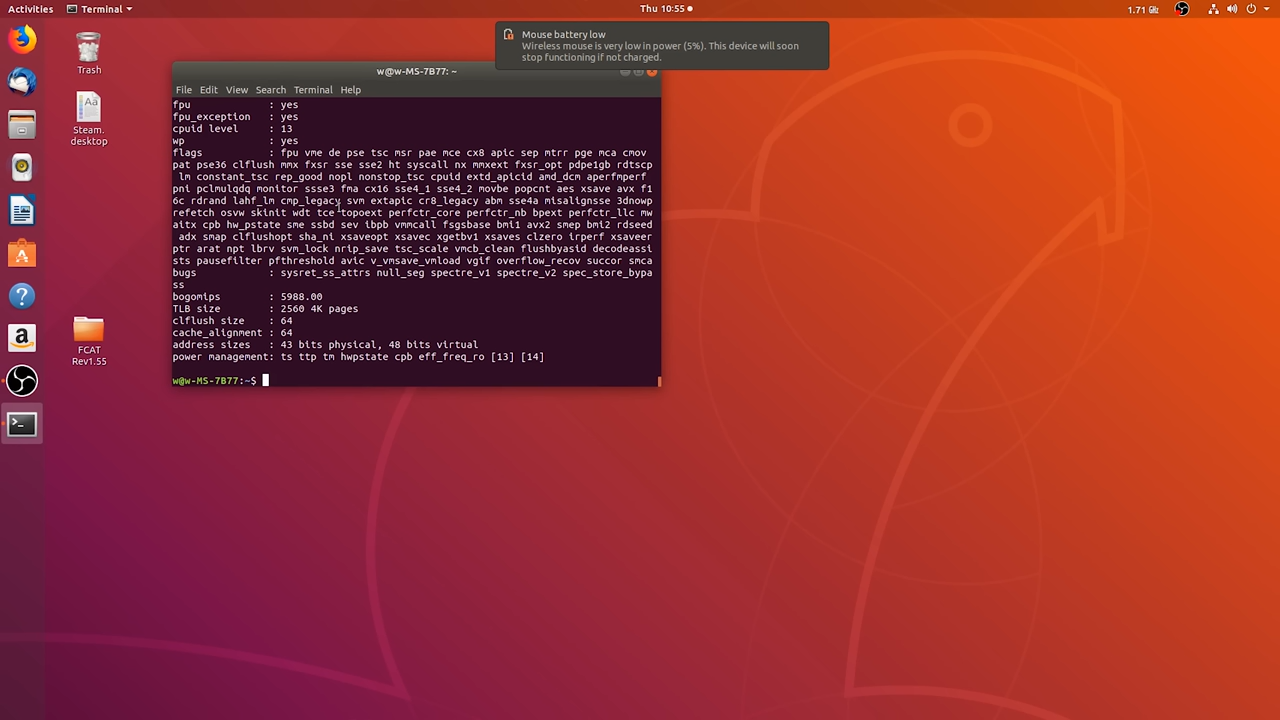 Activities
Terminal
Thu 10:55
1.71
Mouse battery low
Wireless mouse is very low in power (5%). This device will soon
stop functioning if not charged.
Trash
Steam.
desktop
FCAT
Rev1.55
w@w-MS-7B77: ~
File Edit View Search Terminal Help
fpu : yes
fpu_exception : yes
cpuid level : 13
wp : yes
flags : fpu vme de pse tsc msr pae mce cx8 apic sep mtrr pge mca cmov
pat pse36 clflush mmx fxsr sse sse2 ht syscall nx mmxext fxsr_opt pdpe1gb rdtscp
lm constant_tsc rep_good nopl nonstop_tsc cpuid extd_apicid amd_dcm aperfmperf
pni pclmulqdq monitor ssse3 fma cx16 sse4_1 sse4_2 movbe popcnt aes xsave avx f1
6c rdrand lahf_lm cmp_legacy svm extapic cr8_legacy abm sse4a misalignsse 3dnowp
refetch osvw skinit wdt tce topoext perfctr_core perfctr_nb bpext perfctr_llc mw
aitx cpb hw_pstate sme ssbd sev ibpb vmmcall fsgsbase bmi1 avx2 smep bmi2 rdseed
adx smap clflushopt sha_ni xsaveopt xsavec xgetbv1 xsaves clzero irperf xsaveer
ptr arat npt lbrv svm_lock nrip_save tsc_scale vmcb_clean flushbyasid decodeassi
sts pausefilter pfthreshold avic v_vmsave_vmload vgif overflow_recov succor smca
bugs : sysret_ss_attrs null_seg spectre_v1 spectre_v2 spec_store_bypa
ss
bogomips : 5988.00
TLB size : 2560 4K pages
clflush size : 64
cache_alignment : 64
address sizes : 43 bits physical, 48 bits virtual
power management: ts ttp tm hwpstate cpb eff_freq_ro [13] [14]
w@w-MS-7B77:~$